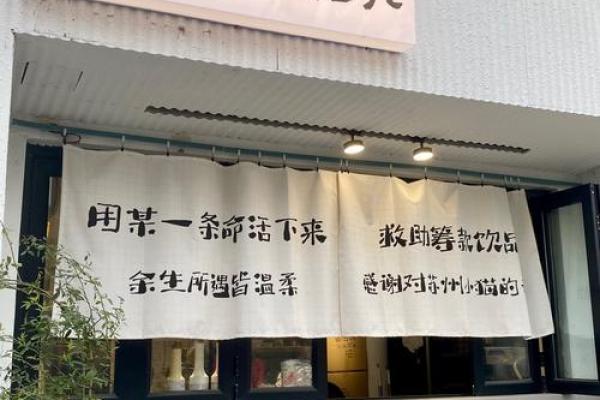 用某一条命活下来
余生所遇皆温柔
救助筹款饮品
感谢对苏州小猫的